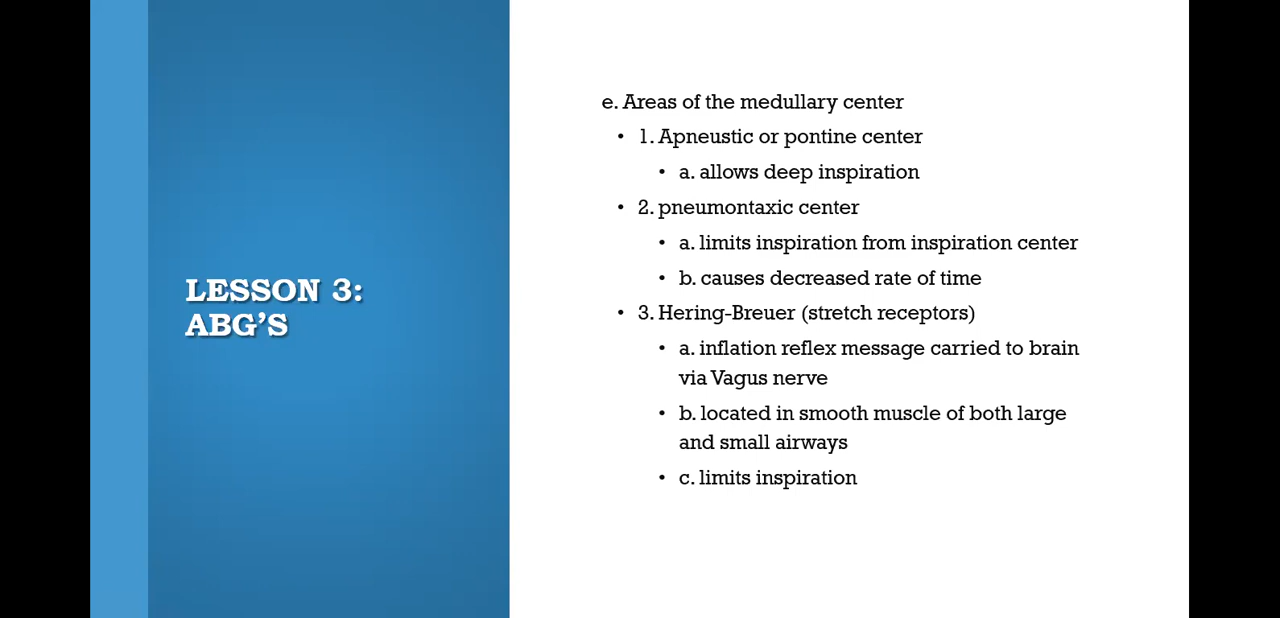 LESSON 3:
ABG'S
e. Areas of the medullary center
• 1. Apneustic or pontine center
• a. allows deep inspiration
• 2. pneumontaxic center
• a. limits inspiration from inspiration center
• b. causes decreased rate of time
• 3. Hering-Breuer (stretch receptors)
• a. inflation reflex message carried to brain
via Vagus nerve
• b. located in smooth muscle of both large
and small airways
• c. limits inspiration